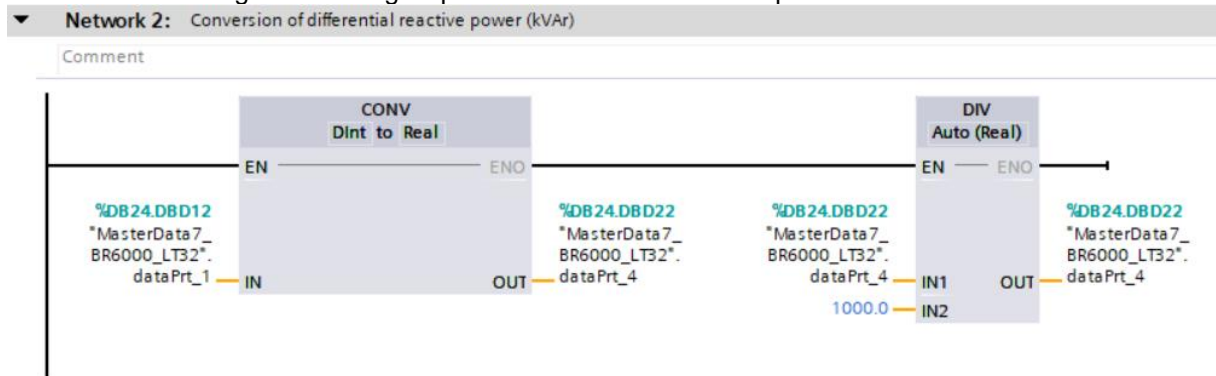 Network 2: Conversion of differential reactive power (kVAr)
Comment
CONV
DInt to Real
EN ENO
%DB24.DBD12
"MasterData7_
BR6000_LT32".
dataPrt_1
IN
%DB24.DBD22
"MasterData7_
BR6000_LT32".
dataPrt_4
OUT
DIV
Auto (Real)
EN ENO
%DB24.DBD22
"MasterData7_
BR6000_LT32".
dataPrt_4
IN1
1000.0
IN2
%DB24.DBD22
"MasterData7_
BR6000_LT32".
dataPrt_4
OUT